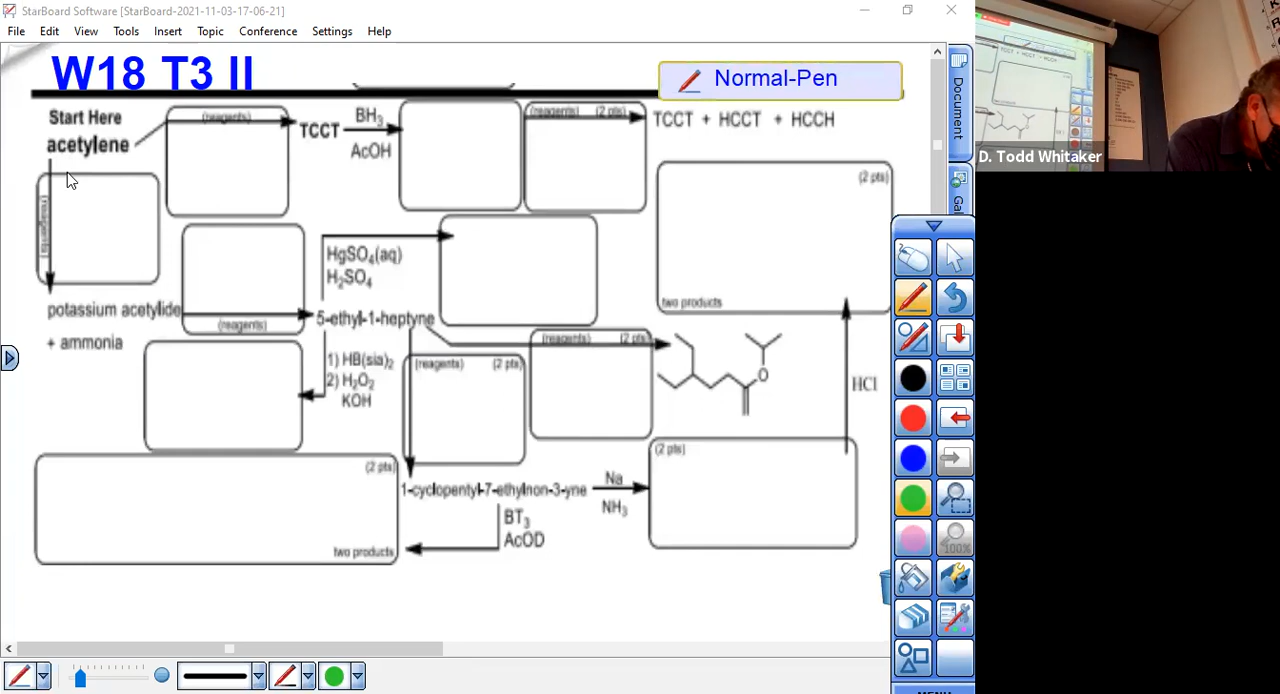 StarBoard Software [StarBoard-2021-11-03-17-06-21]
File Edit View Tools Insert Topic Conference Settings Help
W18 T3 II
Normal-Pen
Start Here
acetylene
(reagents)
TCCT
BH3
AcOH
(reagents) (2 pts)
TCCT + HCCT + HCCH
(reagents)
(2 pts)
two products
HgSO4(aq)
H2SO4
potassium acetylide
+ ammonia
(reagents)
5-ethyl-1-heptyne
1) HB(sia)2
2) H2O2
KOH
(reagents) (2 pts)
(reagents) (2 pts)
O
HCl
(2 pts)
two products
1-cyclopentyl-7-ethylnon-3-yne
Na
NH3
BT3
AcOD
(2 pts)
Document
Gal
100%
MENU
D. Todd Whitaker